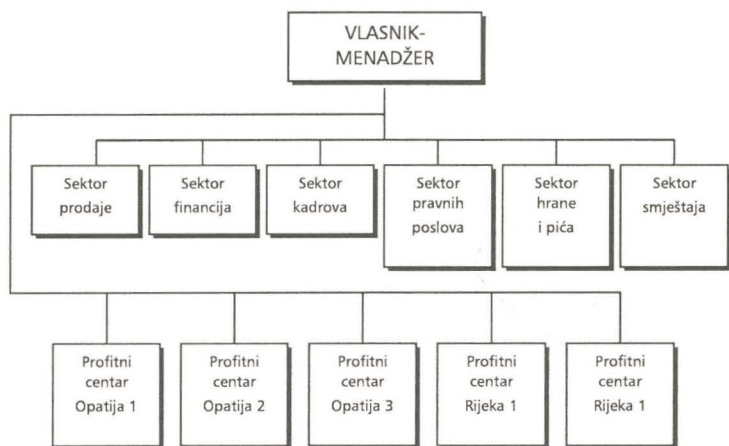 VLASNIK-
MENADŽER
Sektor
prodaje
Sektor
financija
Sektor
kadrova
Sektor
pravnih
poslova
Sektor
hrane
i pića
Sektor
smještaja
Profitni
centar
Opatija 1
Profitni
centar
Opatija 2
Profitni
centar
Opatija 3
Profitni
centar
Rijeka 1
Profitni
centar
Rijeka 1